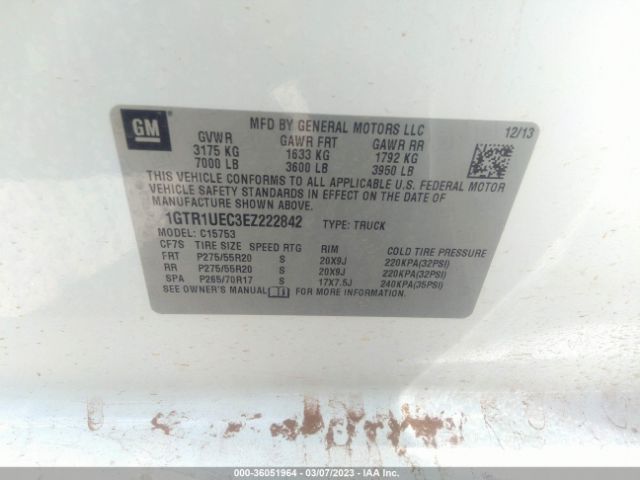 GM
MFD BY GENERAL MOTORS LLC 12/13
GVWR GAWR FRT GAWR RR
3175 KG 1633 KG 1792 KG
7000 LB 3600 LB 3950 LB
THIS VEHICLE CONFORMS TO ALL APPLICABLE U.S. FEDERAL MOTOR
VEHICLE SAFETY STANDARDS IN EFFECT ON THE DATE OF
MANUFACTURE SHOWN ABOVE.
1GTR1UEC3EZ222842 TYPE: TRUCK
MODEL: C15753
CF7S TIRE SIZE SPEED RTG RIM COLD TIRE PRESSURE
FRT P275/55R20 S 20X9J 220KPA(32PSI)
RR P275/55R20 S 20X9J 220KPA(32PSI)
SPA P265/70R17 S 17X7.5J 240KPA(35PSI)
SEE OWNER'S MANUAL FOR MORE INFORMATION.
000-36051964 - 03/07/2023 - IAA Inc.